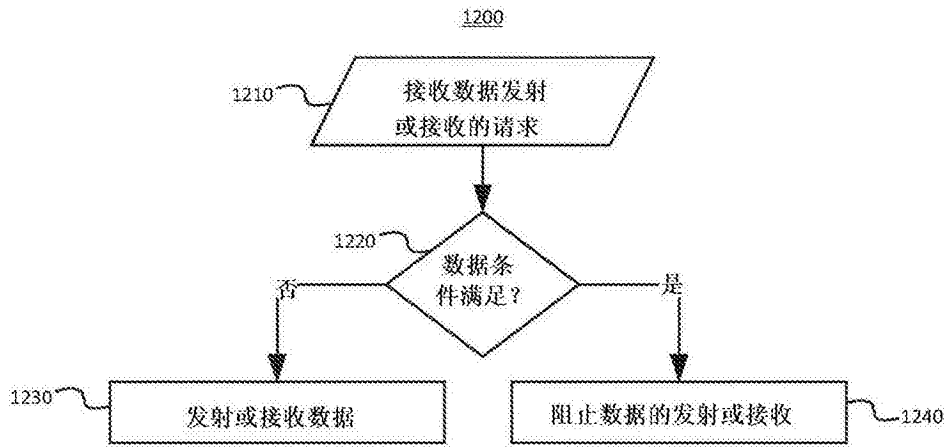 1200
1210
接收数据发射
或接收的请求
1220
数据条
件满足？
否
是
1230
发射或接收数据
阻止数据的发射或接收
1240